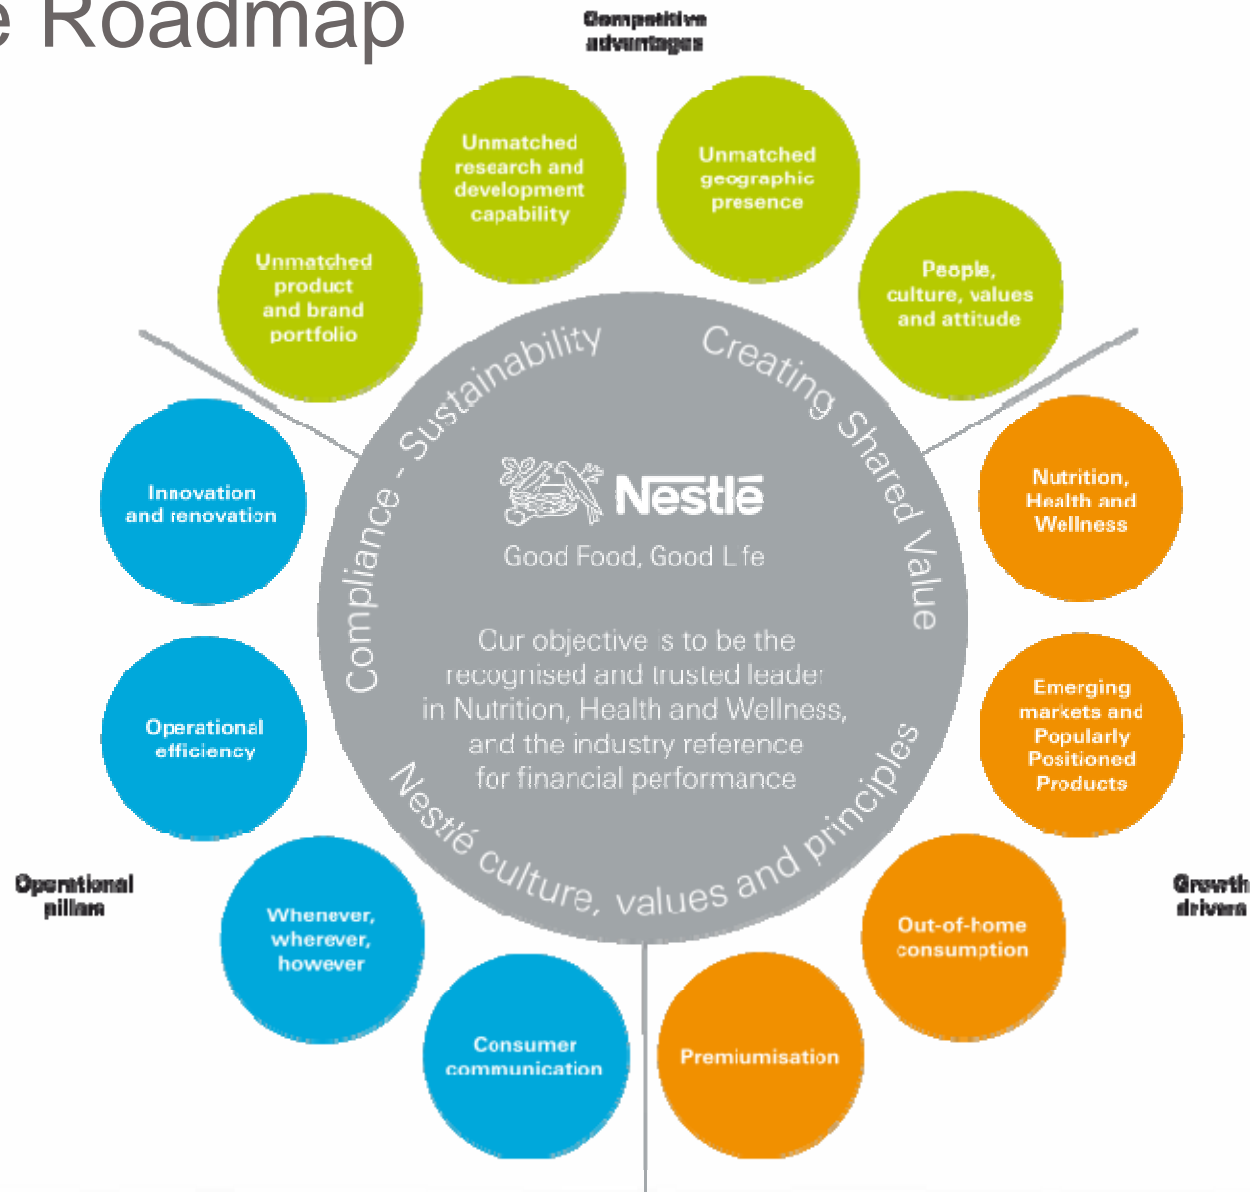 e Roadmap
Competitive
advantages
Unmatched
research and
development
capability
Unmatched
geographic
presence
Unmatched
product
and brand
portfolio
People,
culture, values
and attitude
Innovation
and renovation
Nutrition,
Health and
Wellness
Operational
efficiency
Emerging
markets and
Popularly
Positioned
Products
Operational
pillars
Growth
drivers
Whenever,
wherever,
however
Out-of-home
consumption
Consumer
communication
Premiumisation
Compliance - Sustainability
Creating Shared Value
Nestlé culture, values and principles
Nestlé
Good Food, Good Life
Our objective is to be the
recognised and trusted leader
in Nutrition, Health and Wellness,
and the industry reference
for financial performance